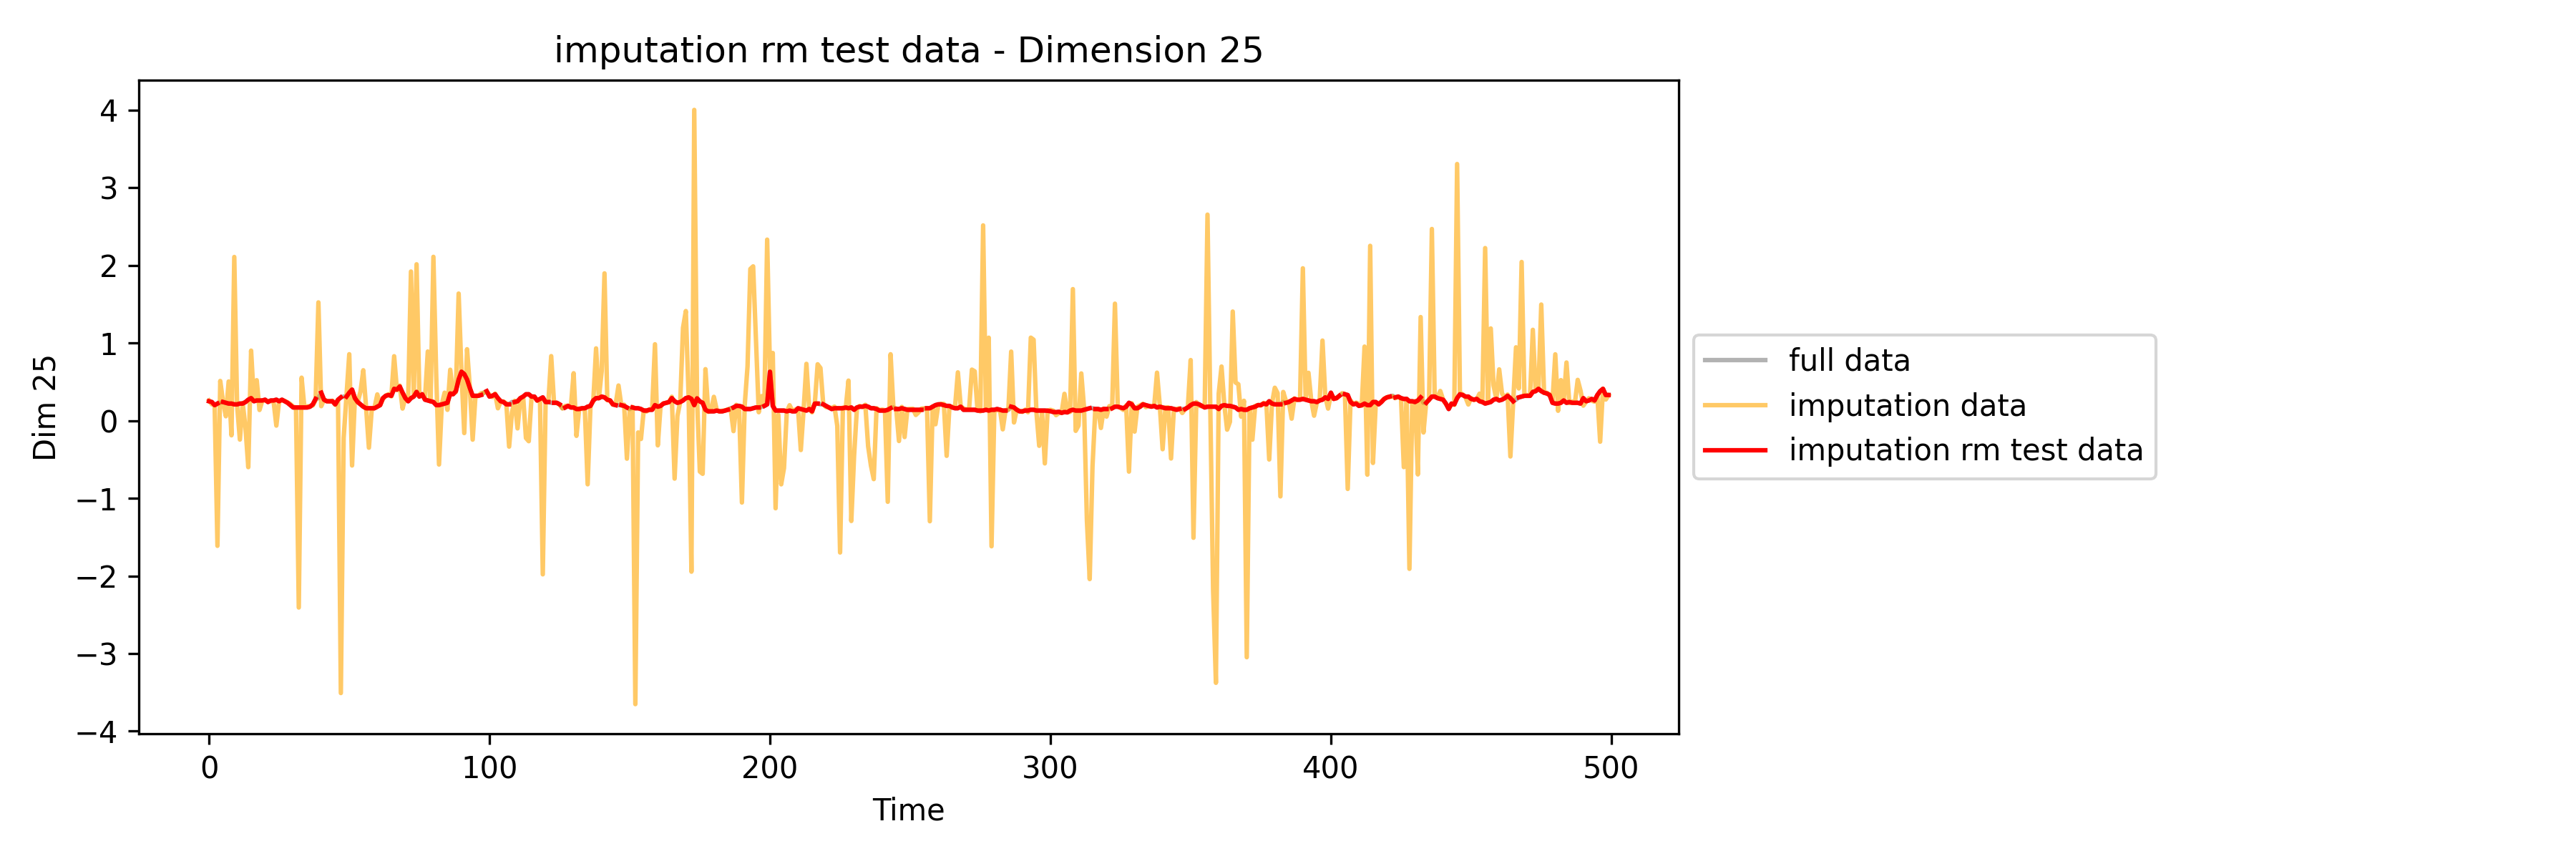 imputation rm test data - Dimension 25
4
3
2
1
0
−1
−2
−3
−4
Dim 25
0 100 200 300 400 500
Time
full data
imputation data
imputation rm test data